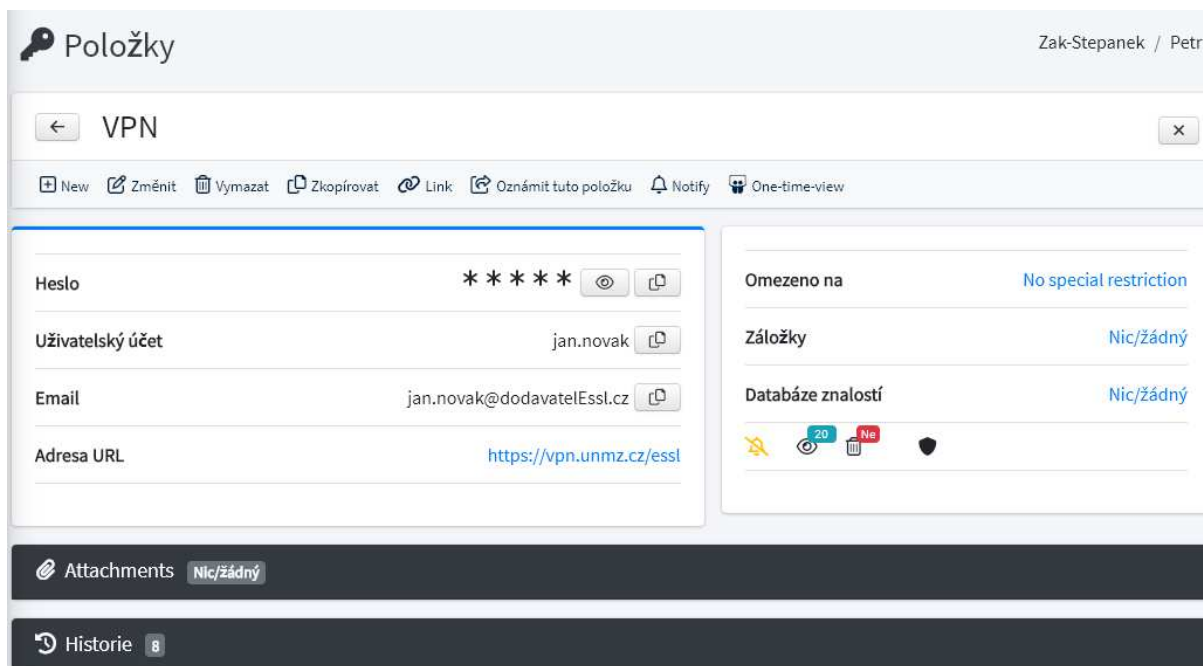 Položky
Zak-Stepanek / Petr
VPN
New Změnit Vymazat Zkopírovat Link Oznámit tuto položku Notify One-time-view
Heslo *****
Uživatelský účet jan.novak
Email jan.novak@dodavatelEssl.cz
Adresa URL https://vpn.unmz.cz/essl
Omezeno na No special restriction
Záložky Nic/žádný
Databáze znalostí Nic/žádný
20 Ne
Attachments Nic/žádný
Historie 8